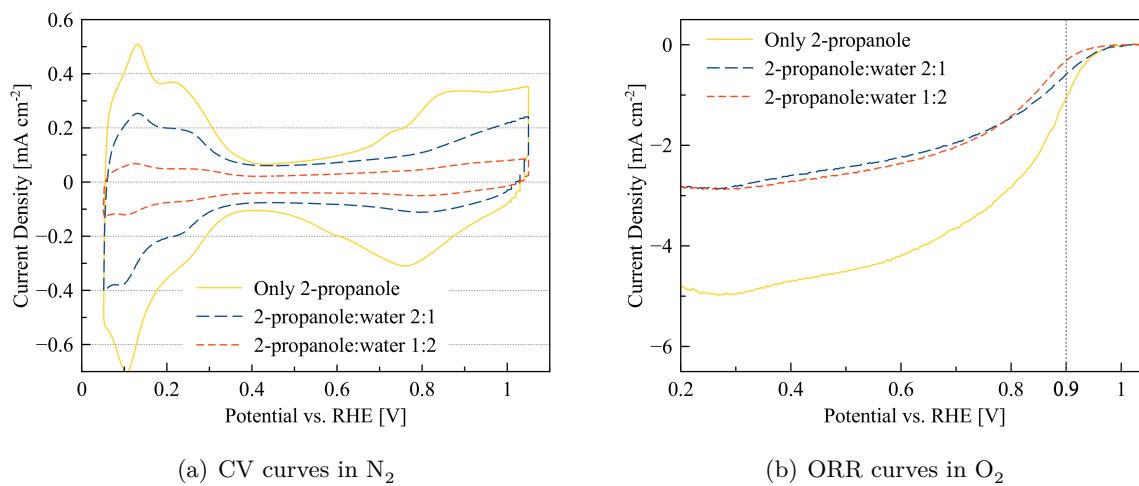 0.6
0.4
0.2
0
−0.2
−0.4
−0.6
Current Density [mA cm-2]
Only 2-propanole
2-propanole:water 2:1
2-propanole:water 1:2
0 0.2 0.4 0.6 0.8 1
Potential vs. RHE [V]
(a) CV curves in N2
0
−2
−4
−6
Current Density [mA cm-2]
Only 2-propanole
2-propanole:water 2:1
2-propanole:water 1:2
0.2 0.4 0.6 0.8 0.9 1
Potential vs. RHE [V]
(b) ORR curves in O2